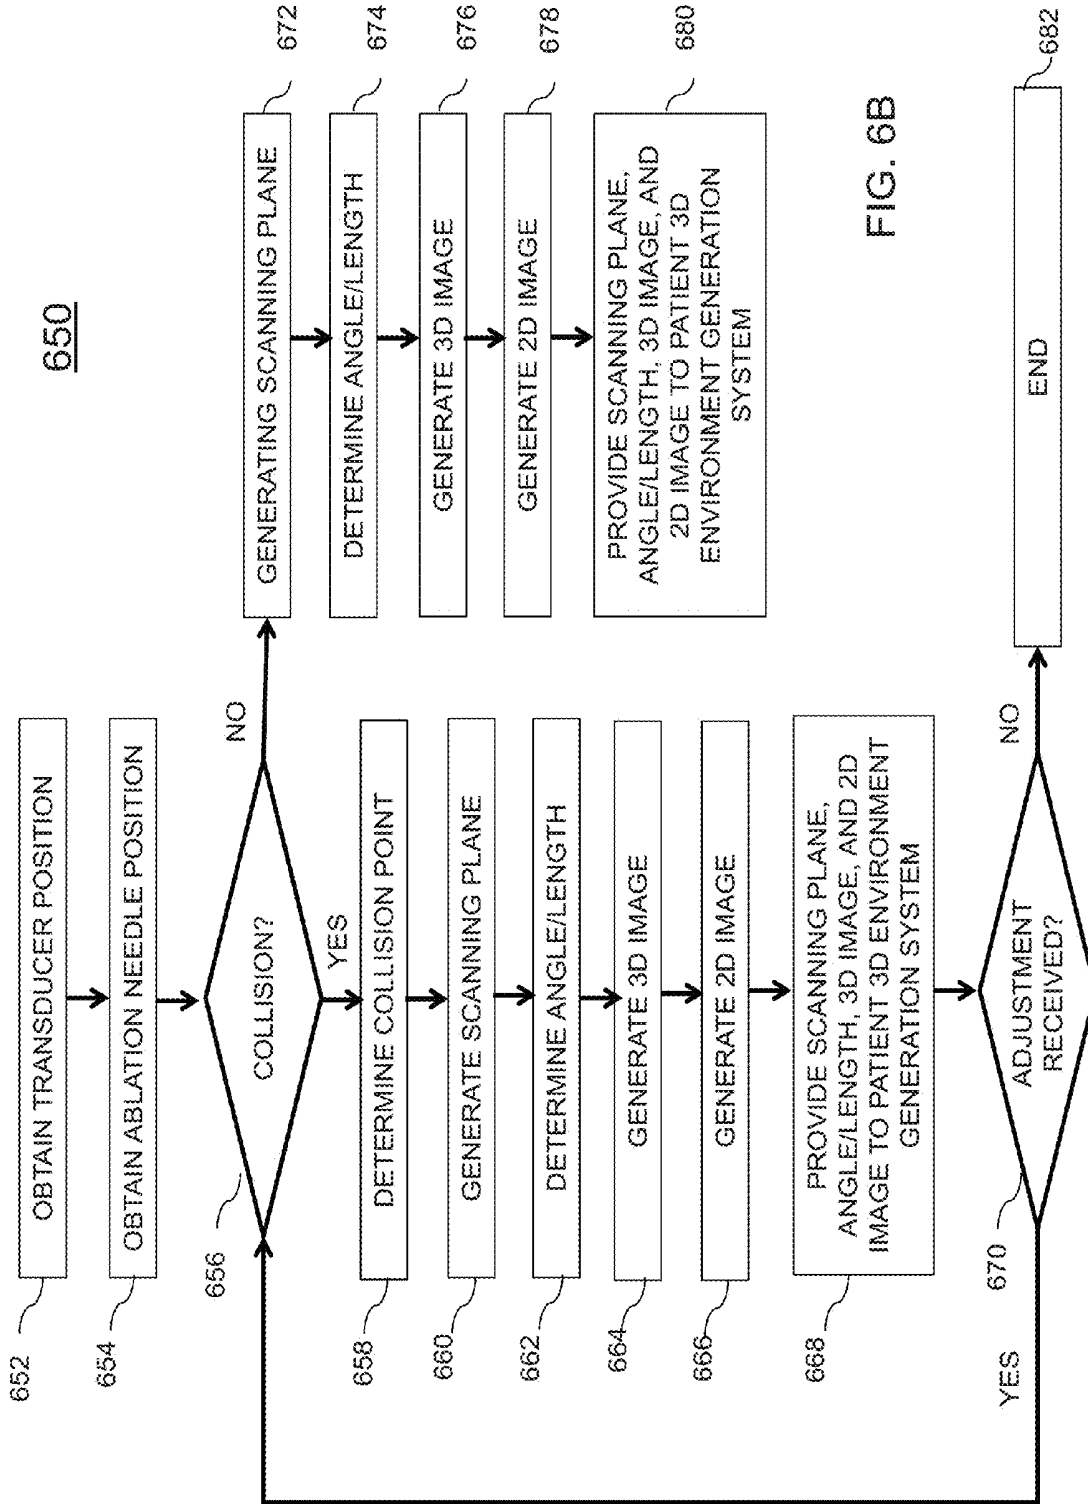 650
652
OBTAIN TRANSDUCER POSITION
654
OBTAIN ABLATION NEEDLE POSITION
656
COLLISION?
NO
YES
658
DETERMINE COLLISION POINT
660
GENERATE SCANNING PLANE
662
DETERMINE ANGLE/LENGTH
664
GENERATE 3D IMAGE
666
GENERATE 2D IMAGE
668
PROVIDE SCANNING PLANE,
ANGLE/LENGTH, 3D IMAGE, AND 2D
IMAGE TO PATIENT 3D ENVIRONMENT
GENERATION SYSTEM
670
ADJUSTMENT
RECEIVED?
YES
NO
GENERATING SCANNING PLANE
672
DETERMINE ANGLE/LENGTH
674
GENERATE 3D IMAGE
676
GENERATE 2D IMAGE
678
PROVIDE SCANNING PLANE,
ANGLE/LENGTH, 3D IMAGE, AND
2D IMAGE TO PATIENT 3D
ENVIRONMENT GENERATION
SYSTEM
680
END
682
FIG. 6B